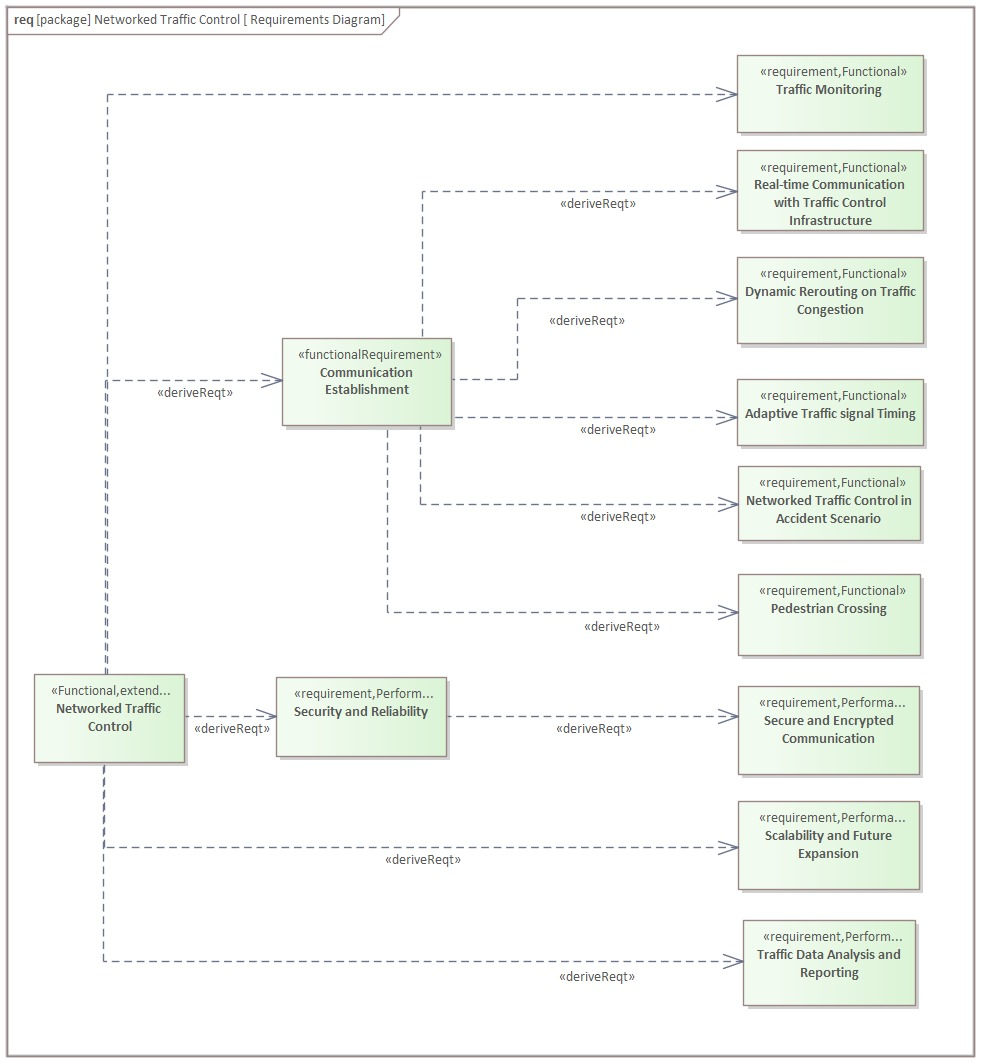 req [package] Networked Traffic Control [ Requirements Diagram]
«requirement,Functional»
Traffic Monitoring
«requirement,Functional»
Real-time Communication
with Traffic Control
Infrastructure
«deriveReqt»
«requirement,Functional»
Dynamic Rerouting on Traffic
Congestion
«deriveReqt»
«functionalRequirement»
Communication
Establishment
«deriveReqt»
«requirement,Functional»
Adaptive Traffic signal Timing
«deriveReqt»
«requirement,Functional»
Networked Traffic Control in
Accident Scenario
«deriveReqt»
«requirement,Functional»
Pedestrian Crossing
«deriveReqt»
«Functional,extend...
Networked Traffic
Control
«deriveReqt»
«requirement,Perform...
Security and Reliability
«deriveReqt»
«requirement,Performa...
Secure and Encrypted
Communication
«requirement,Performa...
Scalability and Future
Expansion
«deriveReqt»
«requirement,Perform...
Traffic Data Analysis and
Reporting
«deriveReqt»